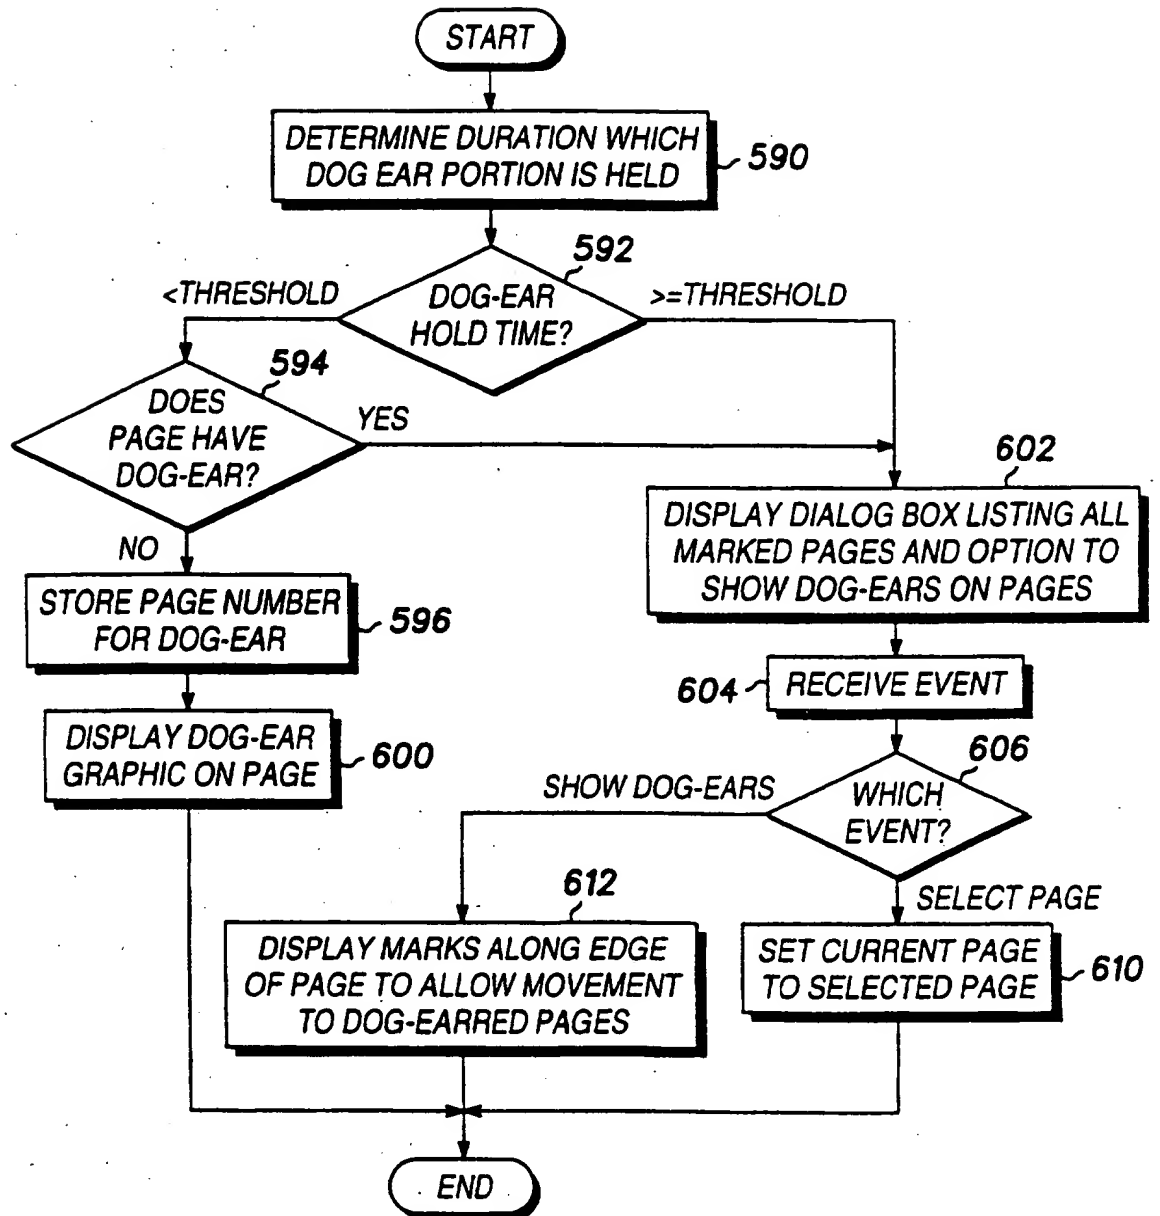 START
DETERMINE DURATION WHICH
DOG EAR PORTION IS HELD
590
592
<THRESHOLD
DOG-EAR
HOLD TIME?
>=THRESHOLD
594
DOES
PAGE HAVE
DOG-EAR?
YES
NO
602
DISPLAY DIALOG BOX LISTING ALL
MARKED PAGES AND OPTION TO
SHOW DOG-EARS ON PAGES
STORE PAGE NUMBER
FOR DOG-EAR
596
604
RECEIVE EVENT
DISPLAY DOG-EAR
GRAPHIC ON PAGE
600
606
SHOW DOG-EARS
WHICH
EVENT?
612
SELECT PAGE
DISPLAY MARKS ALONG EDGE
OF PAGE TO ALLOW MOVEMENT
TO DOG-EARRED PAGES
SET CURRENT PAGE
TO SELECTED PAGE
610
END